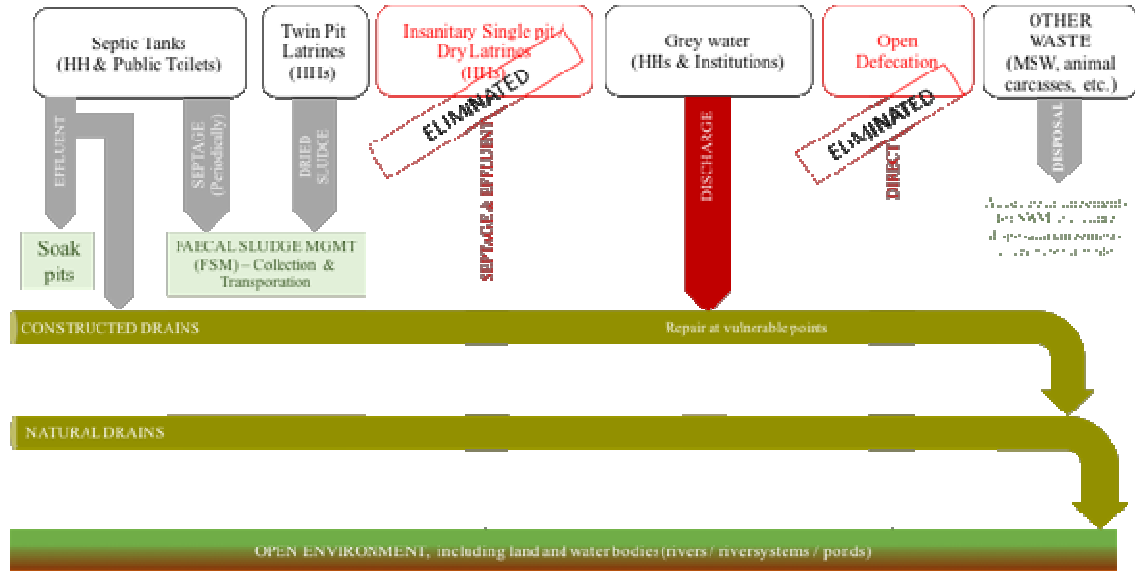 Septic Tanks
(HH & Public Toilets)
Twin Pit
Latrines
(HHs)
Insanitary Single pit /
Dry Latrines
(HHs)
ELIMINATED
Grey water
(HHs & Institutions)
Open
Defecation
ELIMINATED
OTHER
WASTE
(MSW, animal
carcasses, etc.)
EFFLUENT
SEPTAGE
(Periodically)
DRIED
SLUDGE
SEPTAGE & EFFLUENT
DISCHARGE
DIRECT
DISPOSAL
Soak
pits
FAECAL SLUDGE MGMT
(FSM) – Collection &
Transporation
CONSTRUCTED DRAINS
Repair at vulnerable points
NATURAL DRAINS
OPEN ENVIRONMENT, including land and water bodies (rivers / riversystems / ponds)